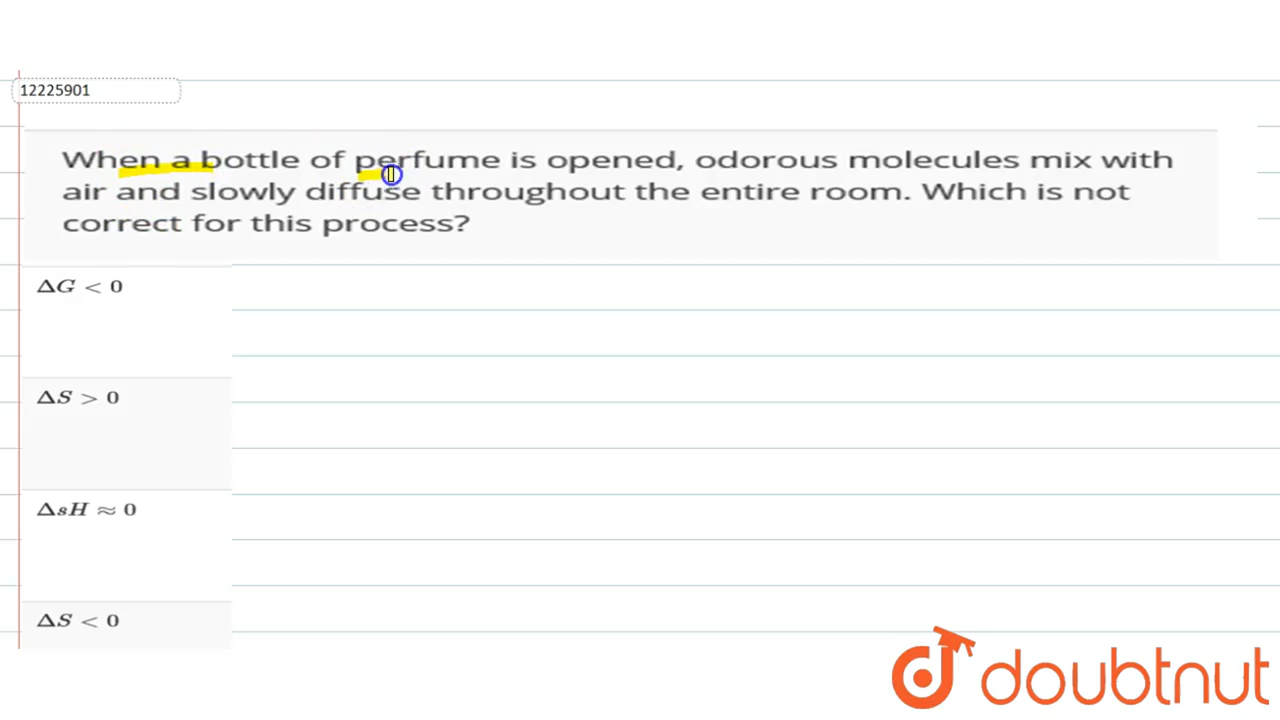 12225901
When a bottle of perfume is opened, odorous molecules mix with
air and slowly diffuse throughout the entire room. Which is not
correct for this process?
ΔG < 0
ΔS > 0
ΔsH ≈ 0
ΔS < 0
doubtnut